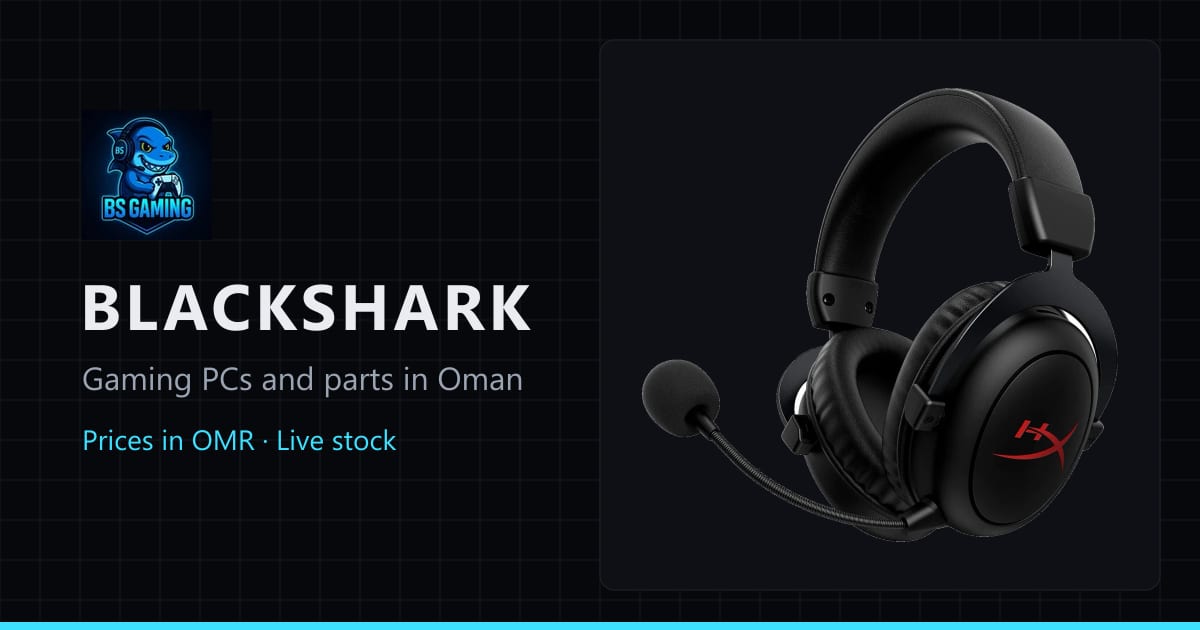 BS
BS GAMING
BLACKSHARK
Gaming PCs and parts in Oman
Prices in OMR · Live stock
HX